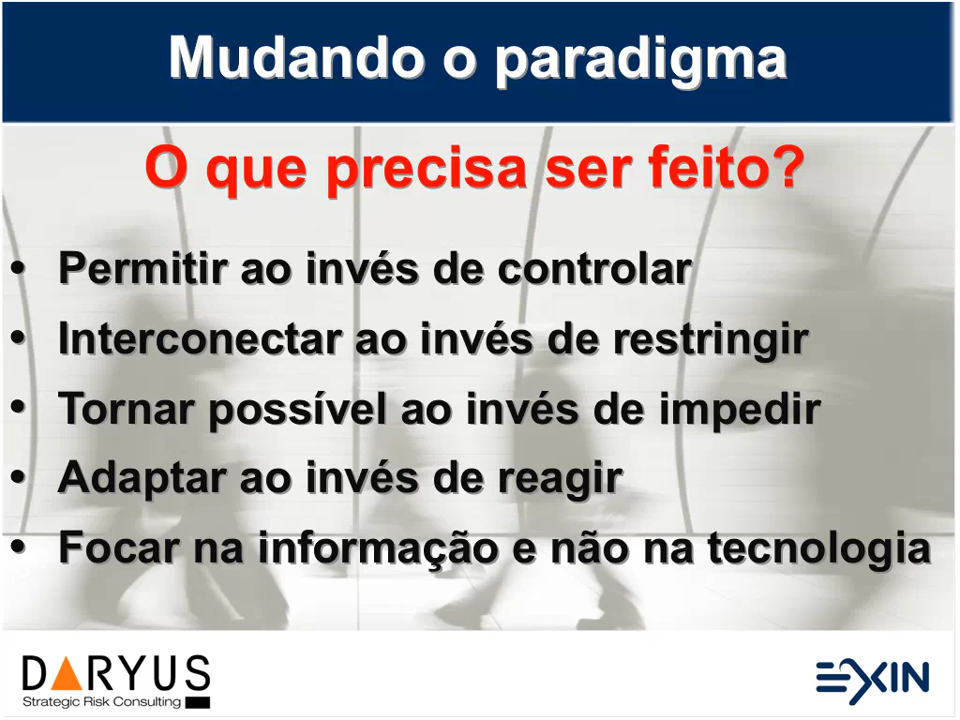 Mudando o paradigma
O que precisa ser feito?
• Permitir ao invés de controlar
• Interconectar ao invés de restringir
• Tornar possível ao invés de impedir
• Adaptar ao invés de reagir
• Focar na informação e não na tecnologia
DARYUS
Strategic Risk Consulting
EXIN